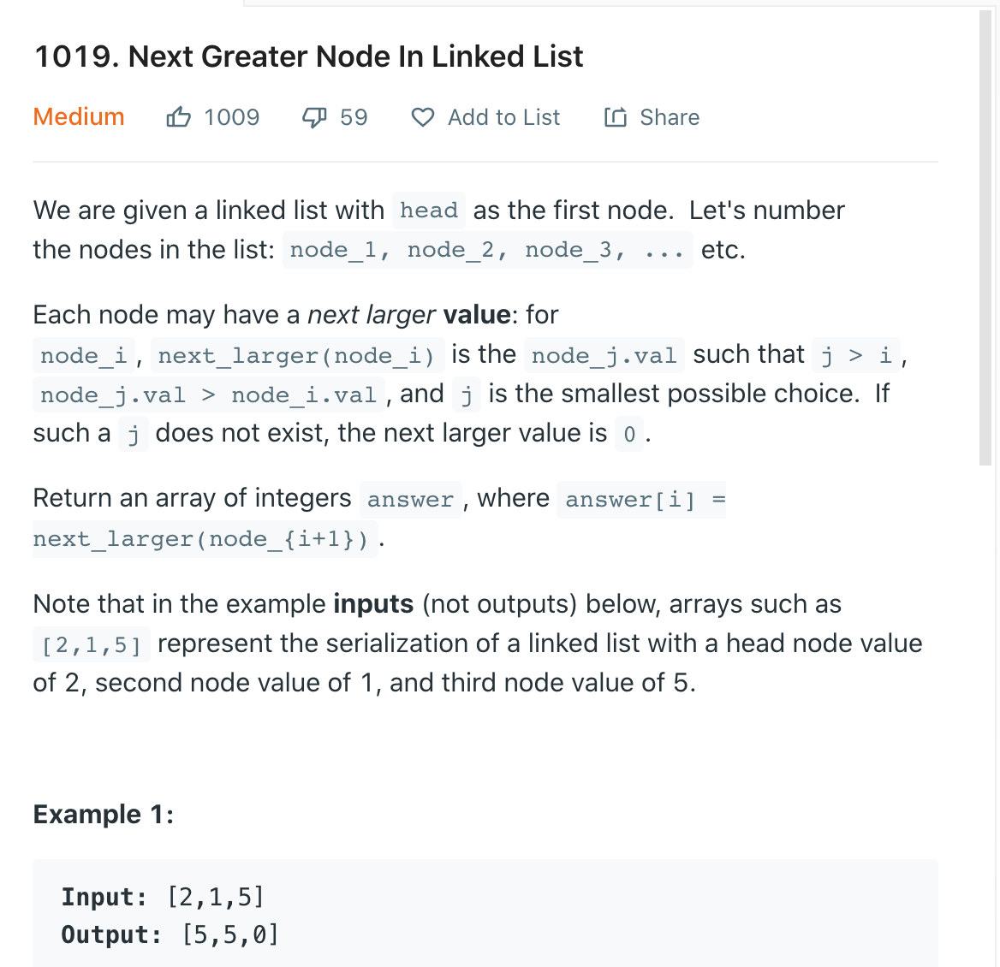 1019. Next Greater Node In Linked List
Medium 1009 59 Add to List Share
We are given a linked list with head as the first node. Let's number
the nodes in the list: node_1, node_2, node_3, ... etc.
Each node may have a next larger value: for
node_i, next_larger(node_i) is the node_j.val such that j > i,
node_j.val > node_i.val, and j is the smallest possible choice. If
such a j does not exist, the next larger value is 0.
Return an array of integers answer, where answer[i] =
next_larger(node_{i+1}).
Note that in the example inputs (not outputs) below, arrays such as
[2,1,5] represent the serialization of a linked list with a head node value
of 2, second node value of 1, and third node value of 5.
Example 1:
Input: [2,1,5]
Output: [5,5,0]